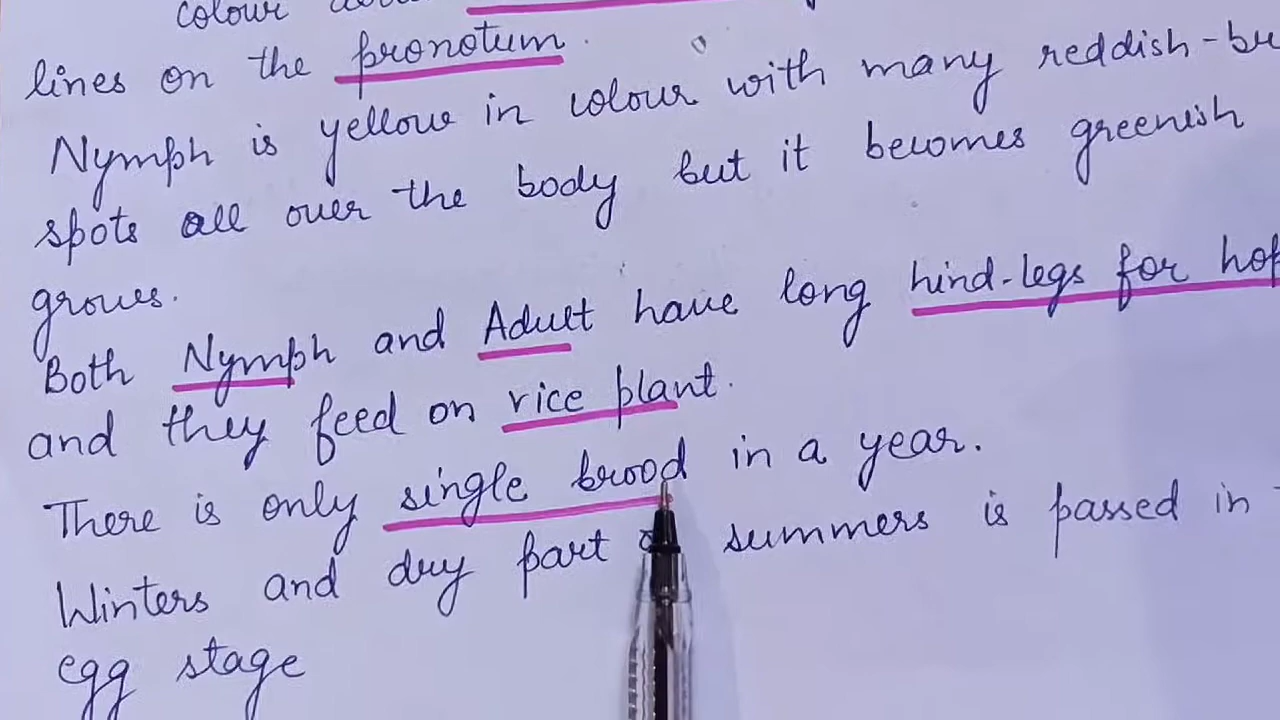 colour
lines on the pronotum.
Nymph is yellow in colour with many reddish-
spots all over the body but it becomes greenish
grows.
Both Nymph and Adult have long hind-legs for
and they feed on rice plant.
There is only single brood in a year.
Winters and dry part summers is passed in
egg stage